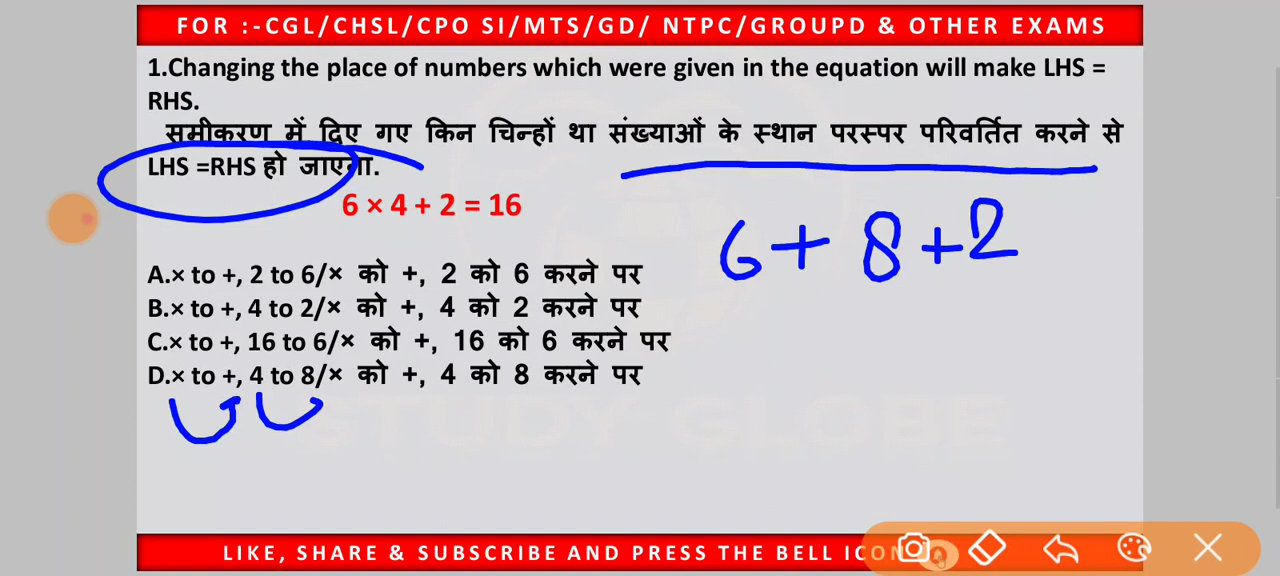 FOR :-CGL/CHSL/CPO SI/MTS/GD/ NTPC/GROUPD & OTHER EXAMS
1.Changing the place of numbers which were given in the equation will make LHS =
RHS.
समीकरण में दिए गए किन चिन्हों था संख्याओं के स्थान परस्पर परिवर्तित करने से
LHS =RHS हो जाएगा.
6 × 4 + 2 = 16
6 + 8 + 2
A.× to +, 2 to 6/× को +, 2 को 6 करने पर
B.× to +, 4 to 2/× को +, 4 को 2 करने पर
C.× to +, 16 to 6/× को +, 16 को 6 करने पर
D.× to +, 4 to 8/× को +, 4 को 8 करने पर
STUDY GLOBE
LIKE, SHARE & SUBSCRIBE AND PRESS THE BELL ICON